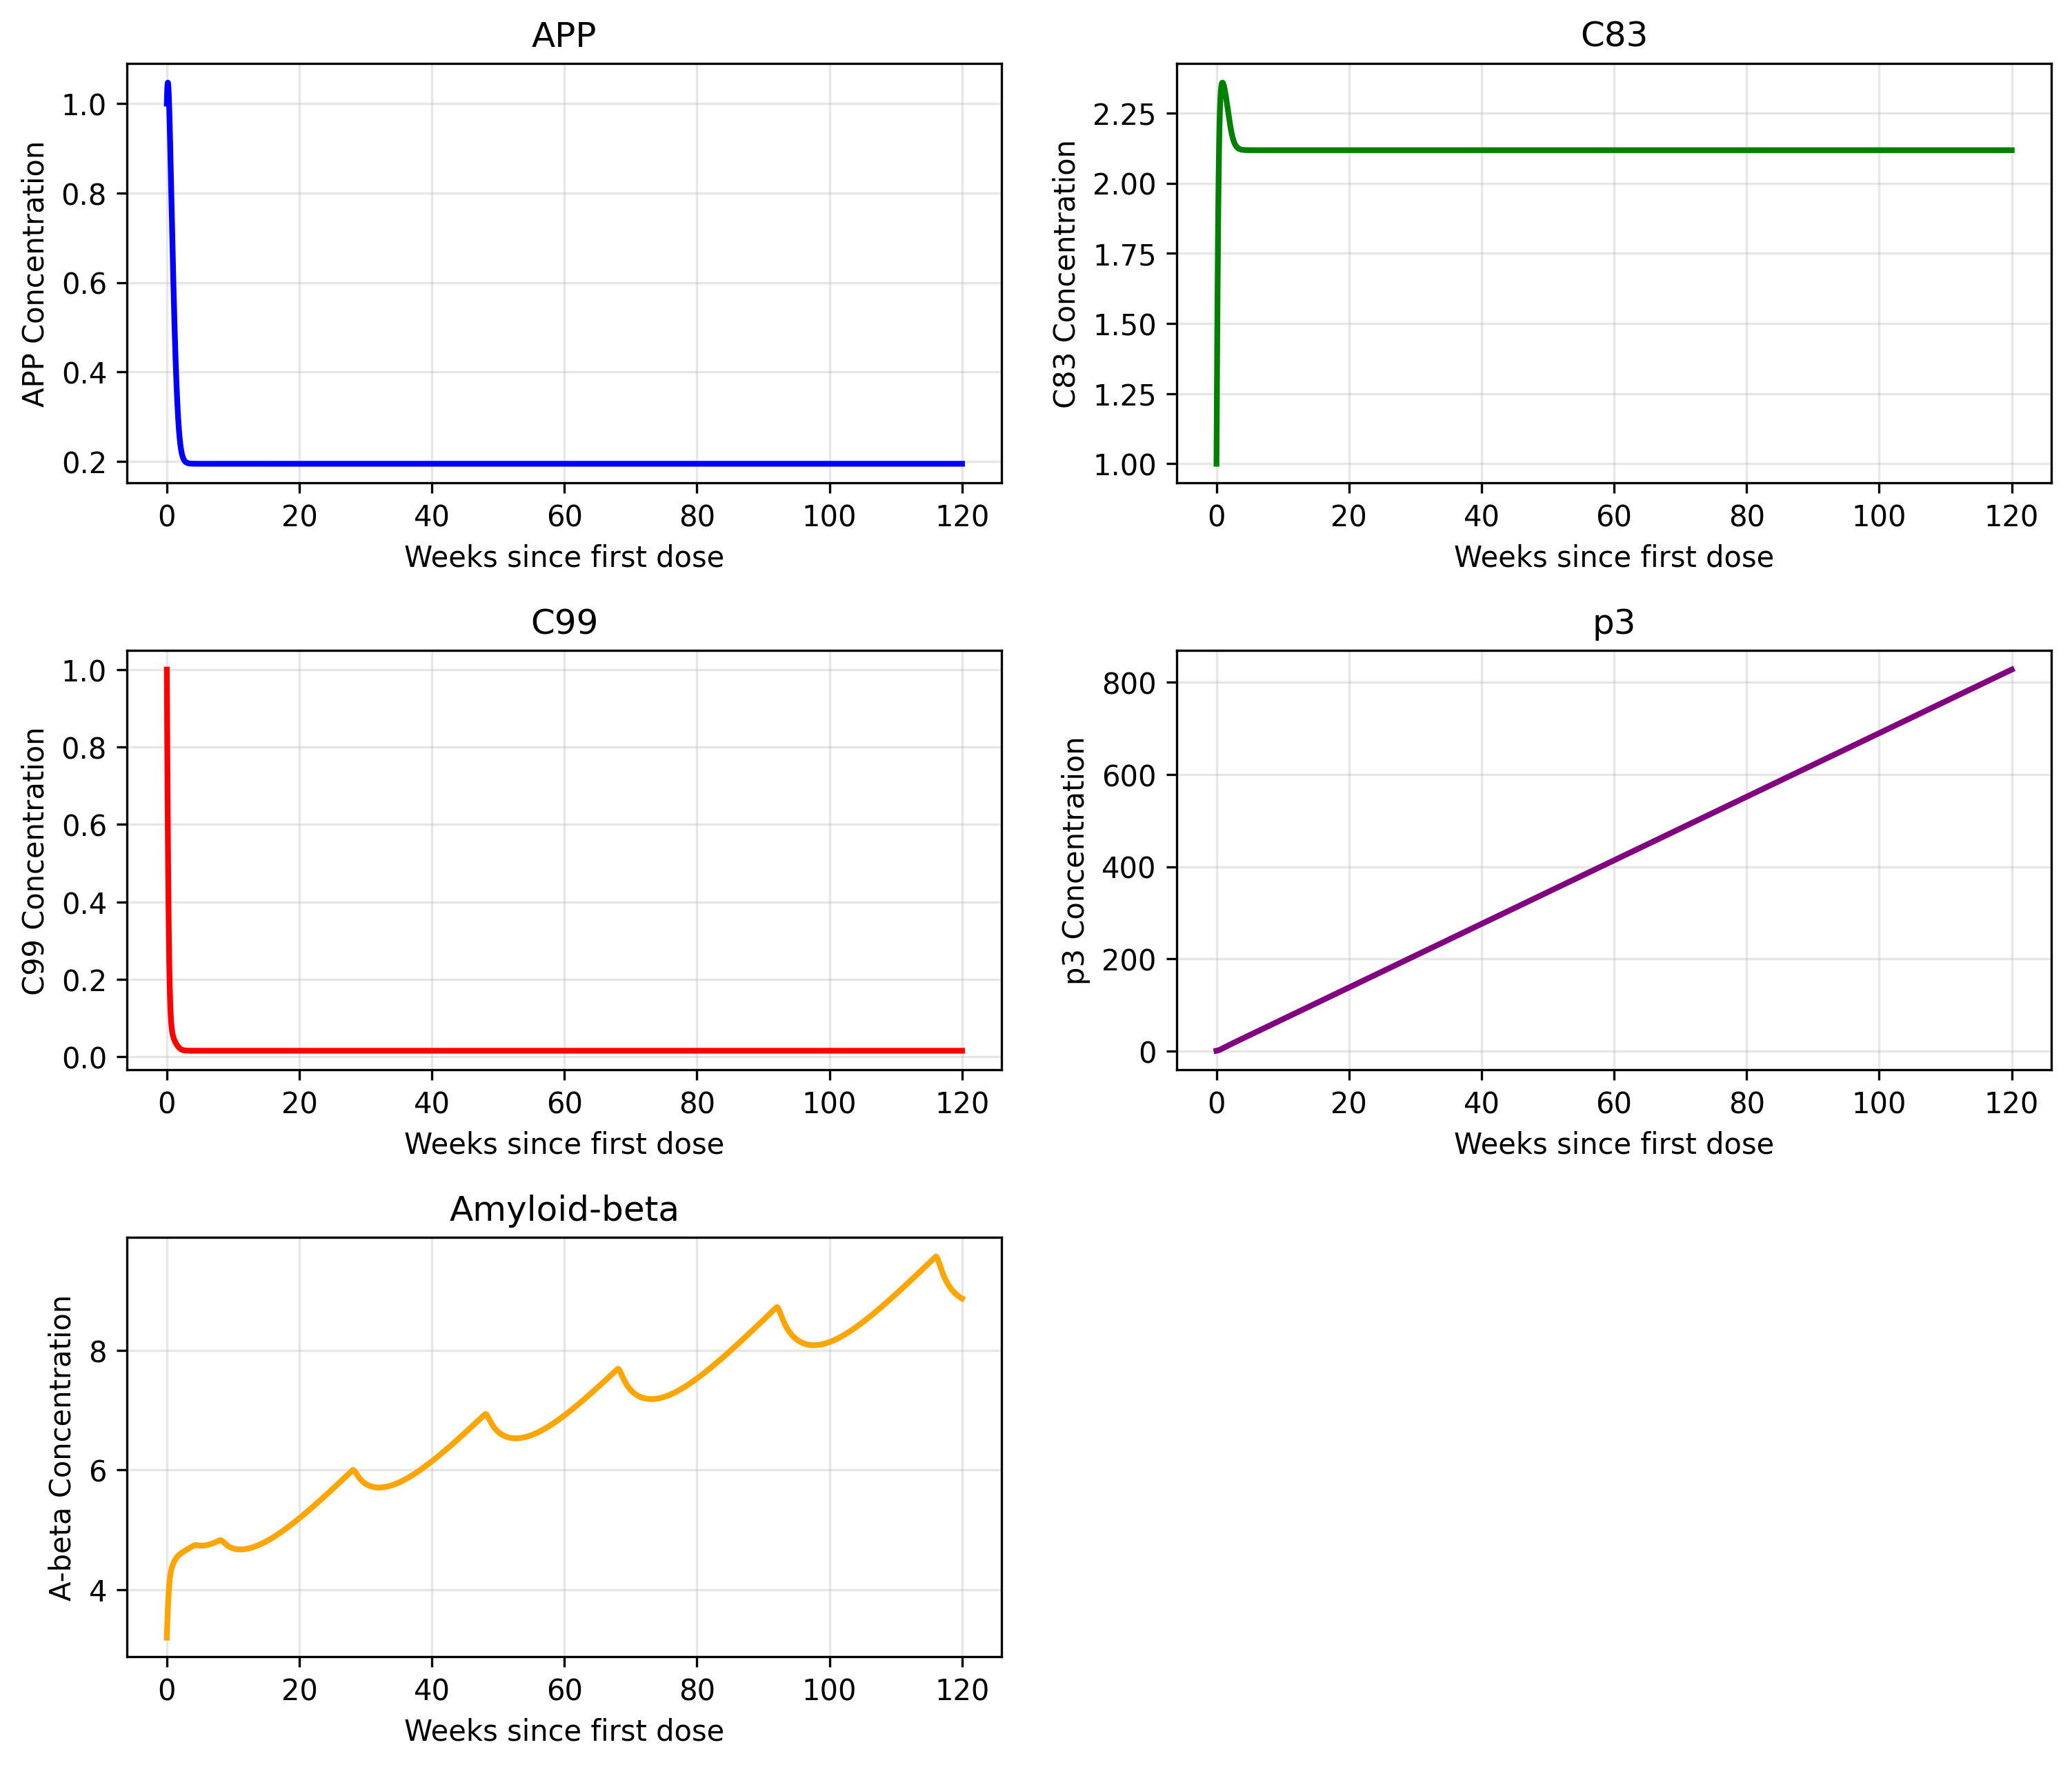 APP
APP Concentration
1.0
0.8
0.6
0.4
0.2
0 20 40 60 80 100 120
Weeks since first dose
C83
C83 Concentration
2.25
2.00
1.75
1.50
1.25
1.00
0 20 40 60 80 100 120
Weeks since first dose
C99
C99 Concentration
1.0
0.8
0.6
0.4
0.2
0.0
0 20 40 60 80 100 120
Weeks since first dose
p3
p3 Concentration
800
600
400
200
0
0 20 40 60 80 100 120
Weeks since first dose
Amyloid-beta
A-beta Concentration
8
6
4
0 20 40 60 80 100 120
Weeks since first dose